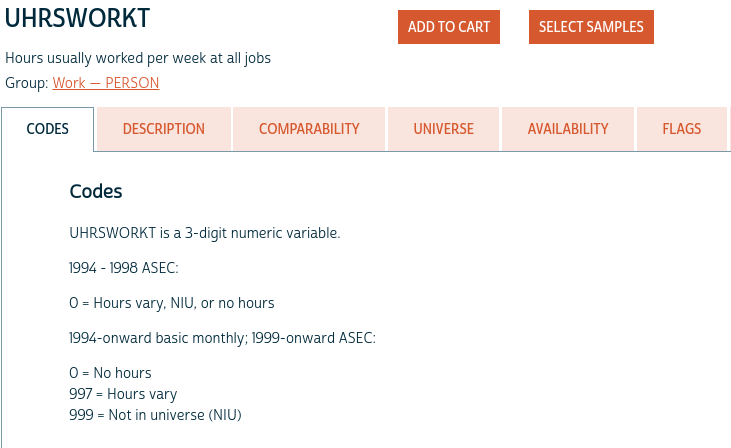 UHRSWORKT
ADD TO CART
SELECT SAMPLES
Hours usually worked per week at all jobs
Group: Work — PERSON
CODES
DESCRIPTION
COMPARABILITY
UNIVERSE
AVAILABILITY
FLAGS
Codes
UHRSWORKT is a 3-digit numeric variable.
1994 - 1998 ASEC:
0 = Hours vary, NIU, or no hours
1994-onward basic monthly; 1999-onward ASEC:
0 = No hours
997 = Hours vary
999 = Not in universe (NIU)